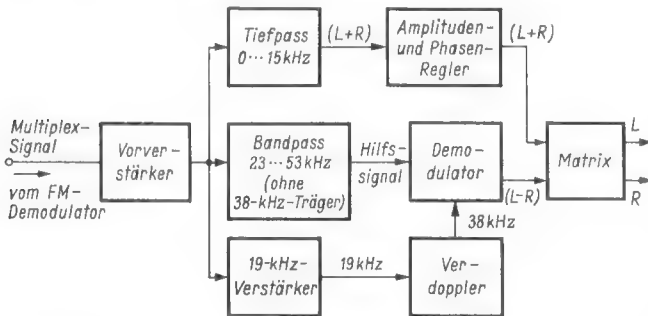 Tiefpass
0···15kHz
(L+R)
Amplituden-
und Phasen-
Regler
(L+R)
Multiplex-
Signal
vom FM-
Demodulator
Vorver-
stärker
Bandpass
23···53kHz
(ohne
38-kHz-Träger)
Hilfs-
signal
Demo-
dulator
(L-R)
Matrix
L
R
38kHz
19-kHz-
Verstärker
19kHz
Ver-
doppler